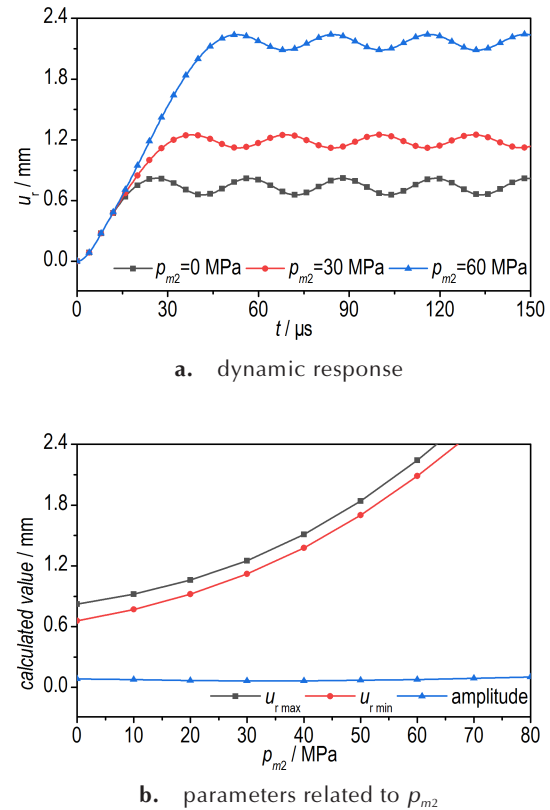 2.4
1.8
1.2
0.6
0.0
u_r / mm
p_m2=0 MPa p_m2=30 MPa p_m2=60 MPa
0 30 60 90 120 150
t / µs
a. dynamic response
2.4
1.8
1.2
0.6
0.0
calculated value / mm
u_r max u_r min amplitude
0 10 20 30 40 50 60 70 80
p_m2 / MPa
b. parameters related to p_m2